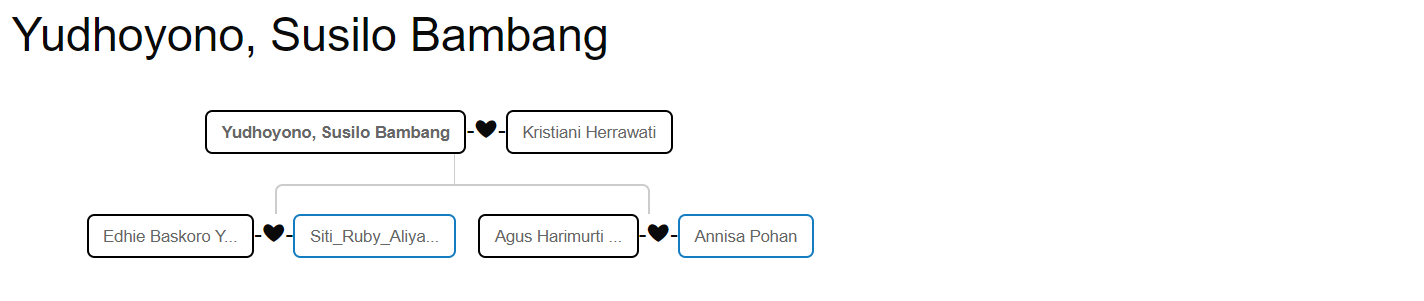 Yudhoyono, Susilo Bambang
Yudhoyono, Susilo Bambang Kristiani Herrawati
Edhie Baskoro Y... Siti_Ruby_Aliya... Agus Harimurti ... Annisa Pohan